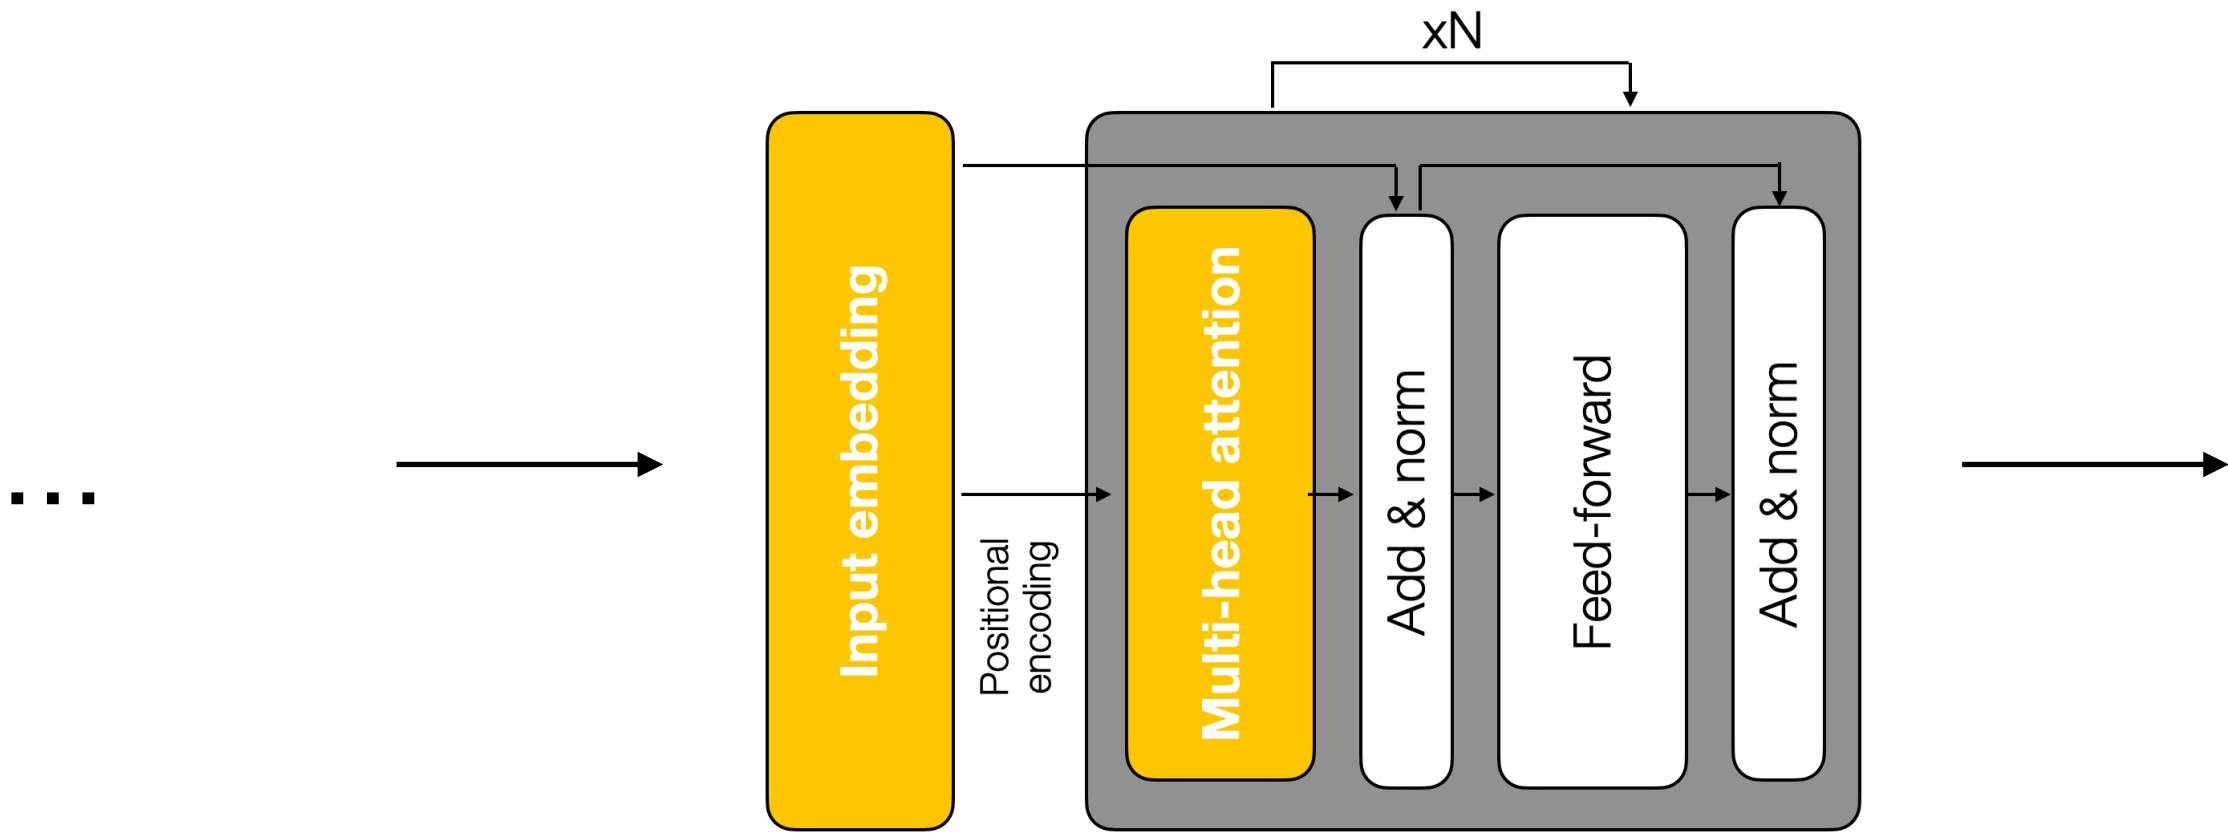 ...
xN
Input embedding
Positional
encoding
Multi-head attention
Add & norm
Feed-forward
Add & norm